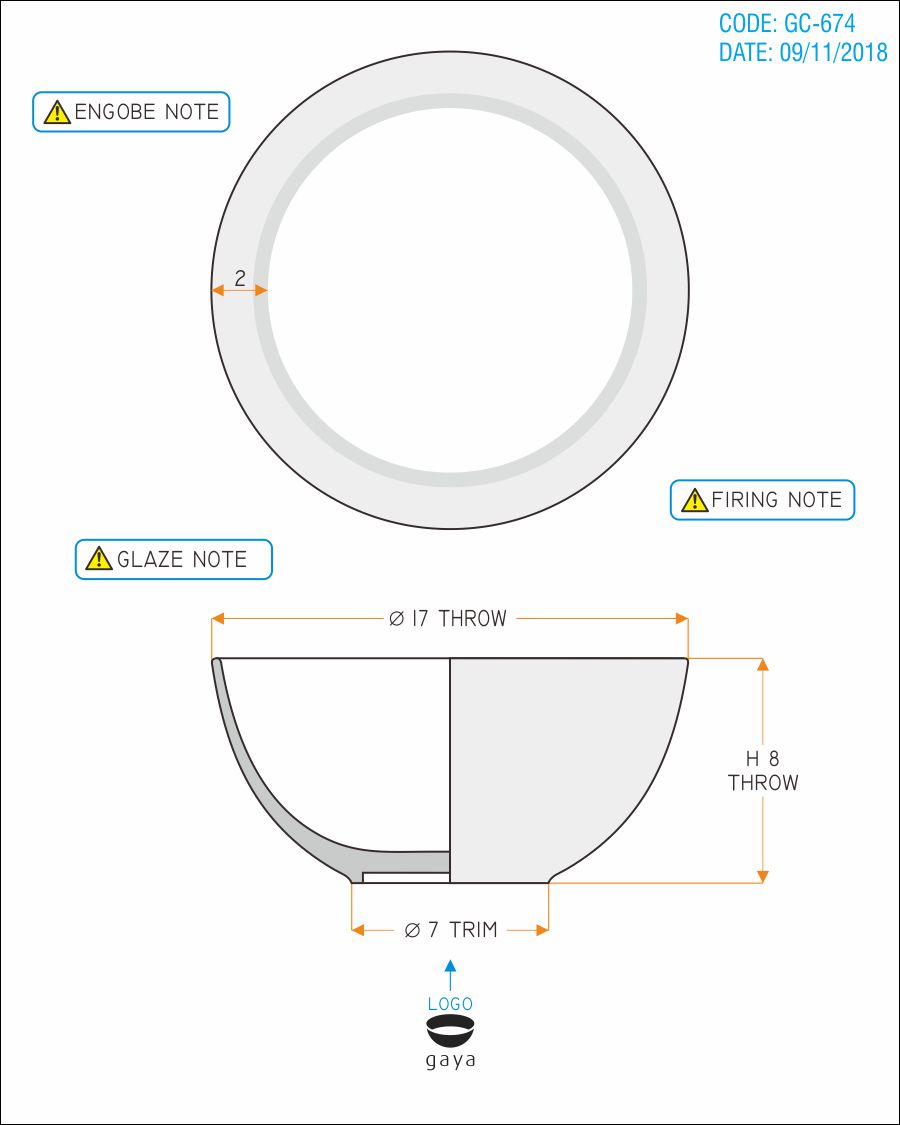 CODE: GC-674
DATE: 09/11/2018
ENGOBE NOTE
2
FIRING NOTE
GLAZE NOTE
Ø 17 THROW
H 8
THROW
Ø 7 TRIM
LOGO
gaya